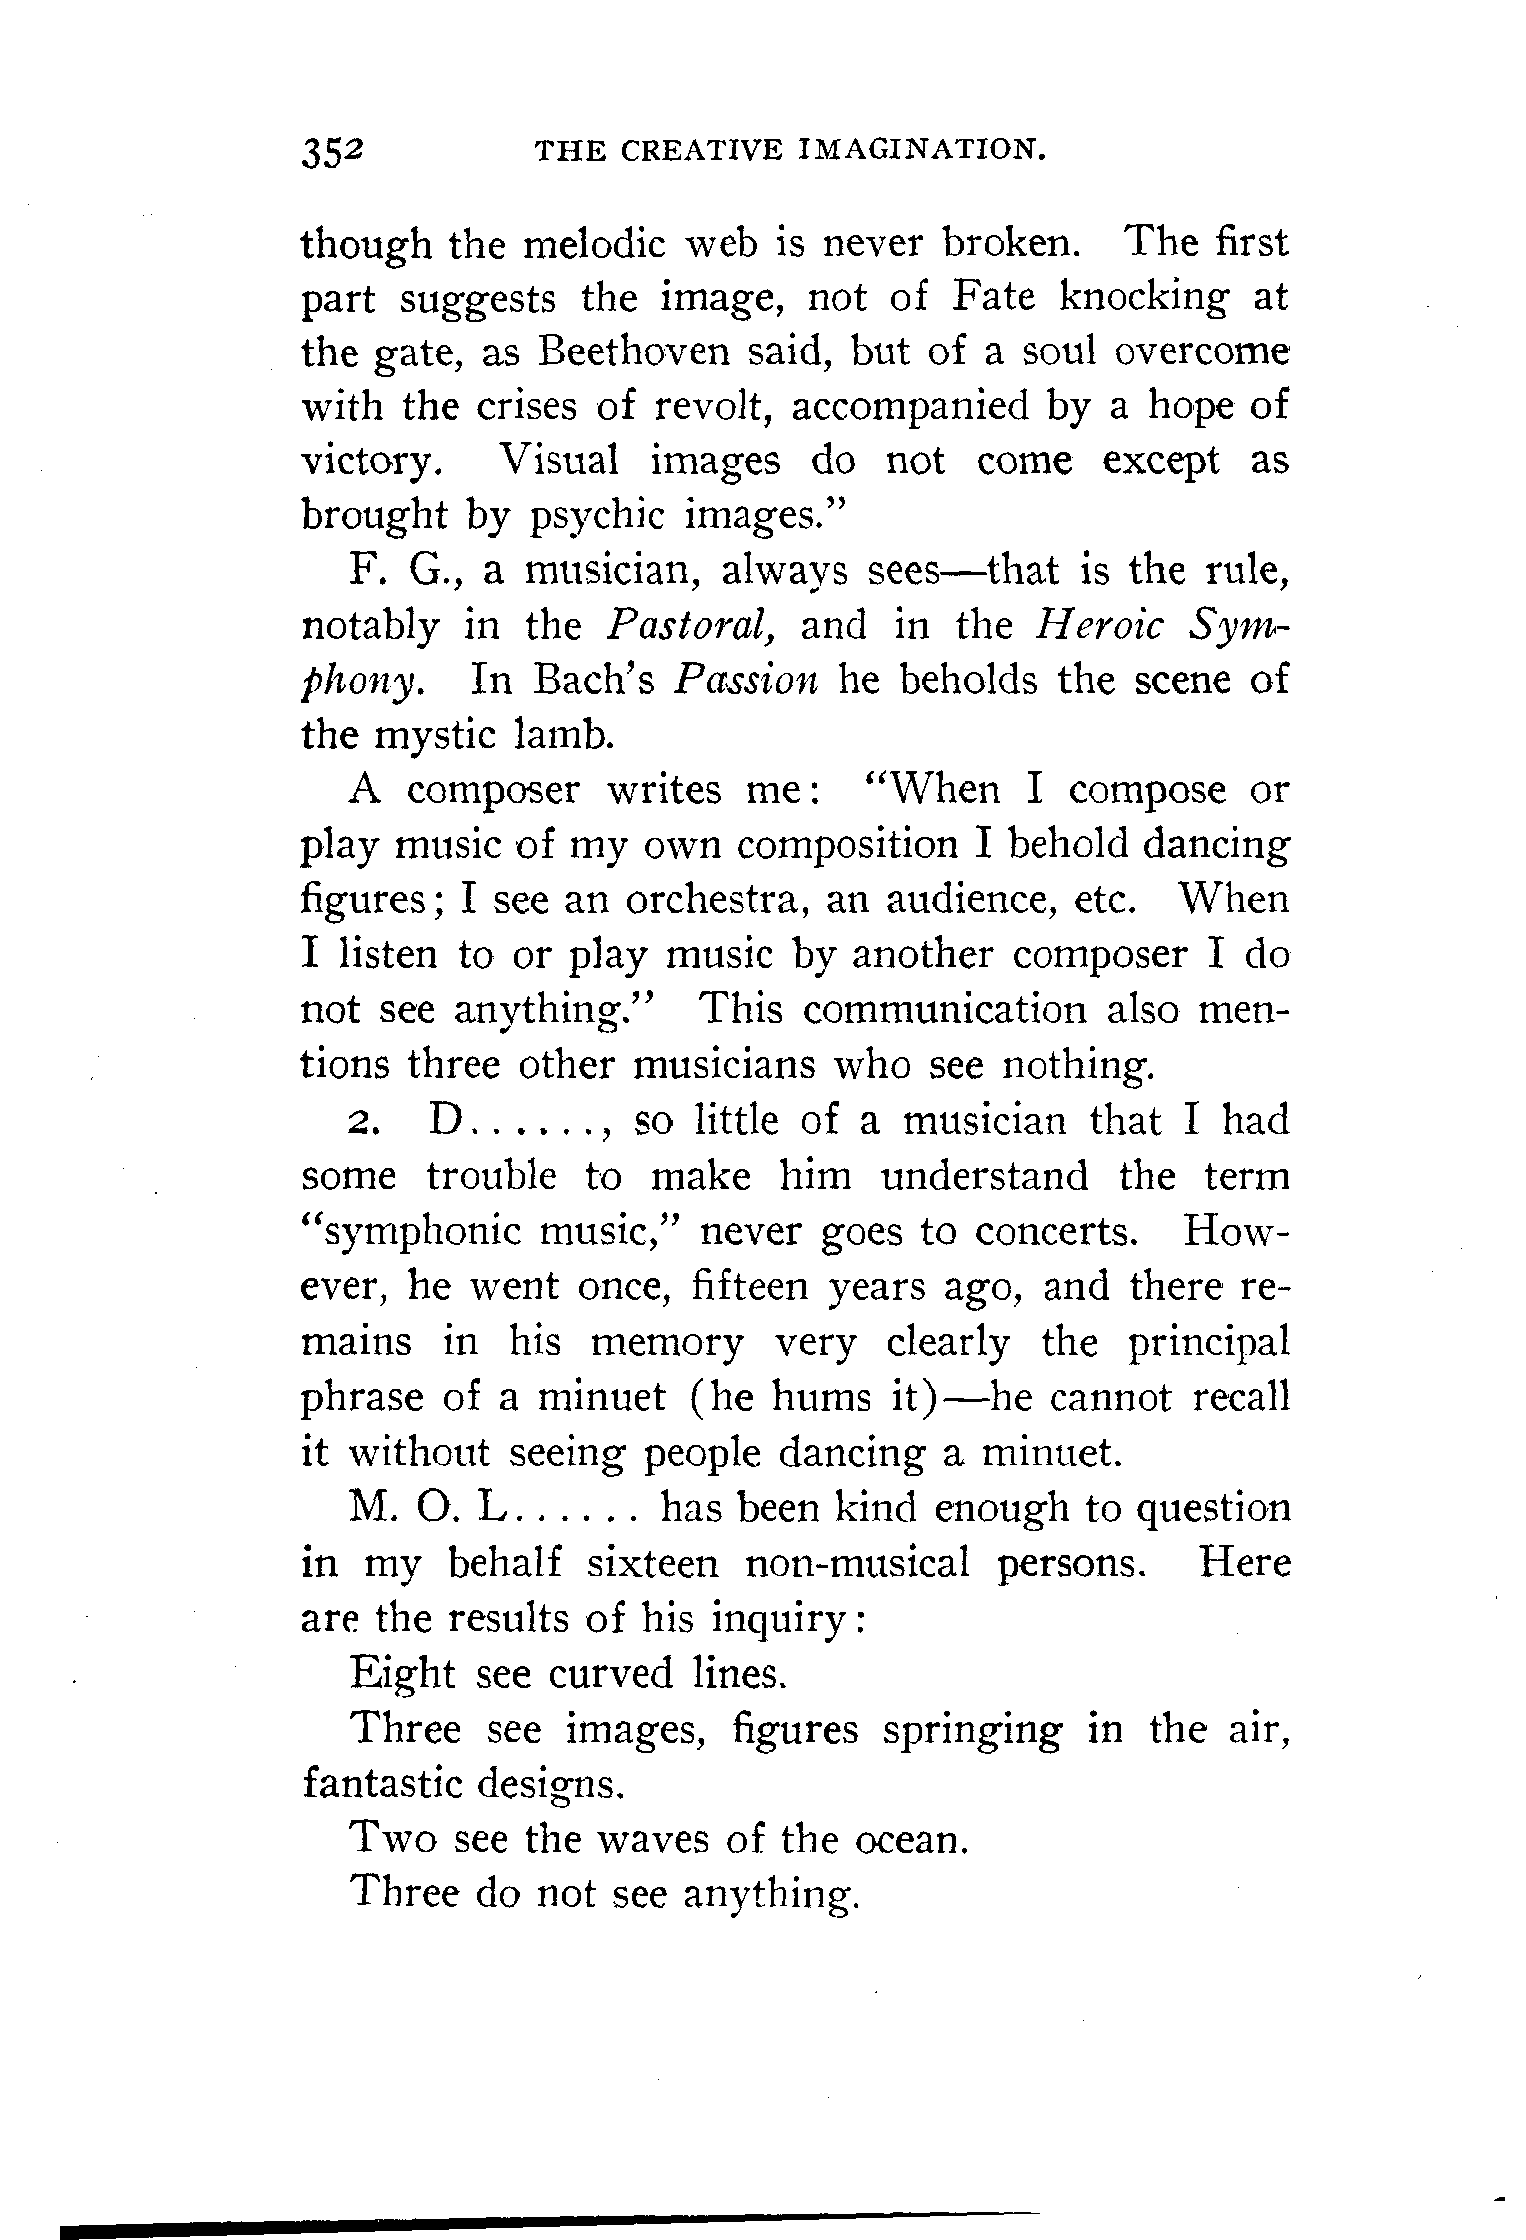 352 THE CREATIVE IMAGINATION.
though the melodic web is never broken. The first
part suggests the image, not of Fate knocking at
the gate, as Beethoven said, but of a soul overcome
with the crises of revolt, accompanied by a hope of
victory. Visual images do not come except as
brought by psychic images."
F. G., a musician, always sees—that is the rule,
notably in the Pastoral, and in the Heroic Sym-
phony. In Bach's Passion he beholds the scene of
the mystic lamb.
A composer writes me: "When I compose or
play music of my own composition I behold dancing
figures; I see an orchestra, an audience, etc. When
I listen to or play music by another composer I do
not see anything." This communication also men-
tions three other musicians who see nothing.
2. D......, so little of a musician that I had
some trouble to make him understand the term
"symphonic music," never goes to concerts. How-
ever, he went once, fifteen years ago, and there re-
mains in his memory very clearly the principal
phrase of a minuet (he hums it)—he cannot recall
it without seeing people dancing a minuet.
M. O. L...... has been kind enough to question
in my behalf sixteen non-musical persons. Here
are the results of his inquiry:
Eight see curved lines.
Three see images, figures springing in the air,
fantastic designs.
Two see the waves of the ocean.
Three do not see anything.